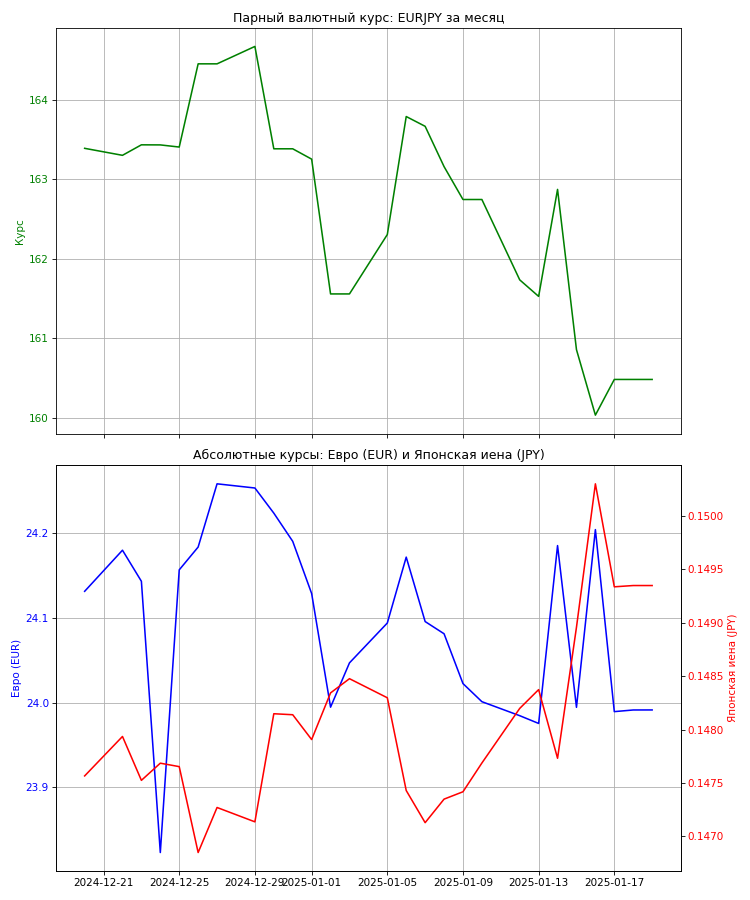 Парный валютный курс: EURJPY за месяц
164
163
162
161
160
Курс
Абсолютные курсы: Евро (EUR) и Японская иена (JPY)
24.2
24.1
24.0
23.9
Евро (EUR)
0.1500
0.1495
0.1490
0.1485
0.1480
0.1475
0.1470
Японская иена (JPY)
2024-12-21 2024-12-25 2024-12-29 2025-01-01 2025-01-05 2025-01-09 2025-01-13 2025-01-17